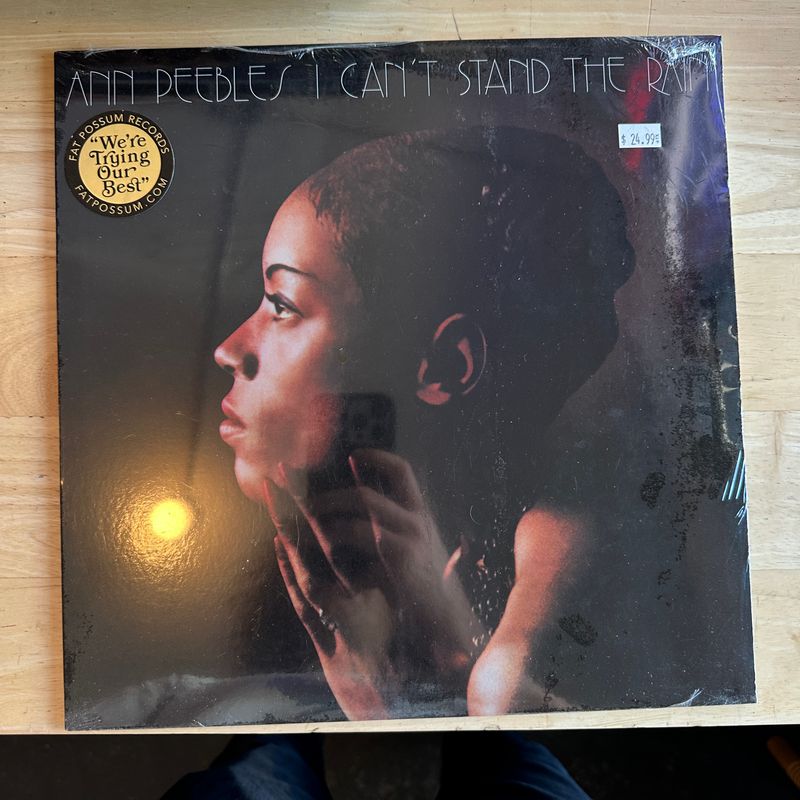 ANN PEEBLES I CAN'T STAND THE RAIN
FAT POSSUM RECORDS
"We're
Trying
Our
Best"
FATPOSSUM.COM
$ 24.99